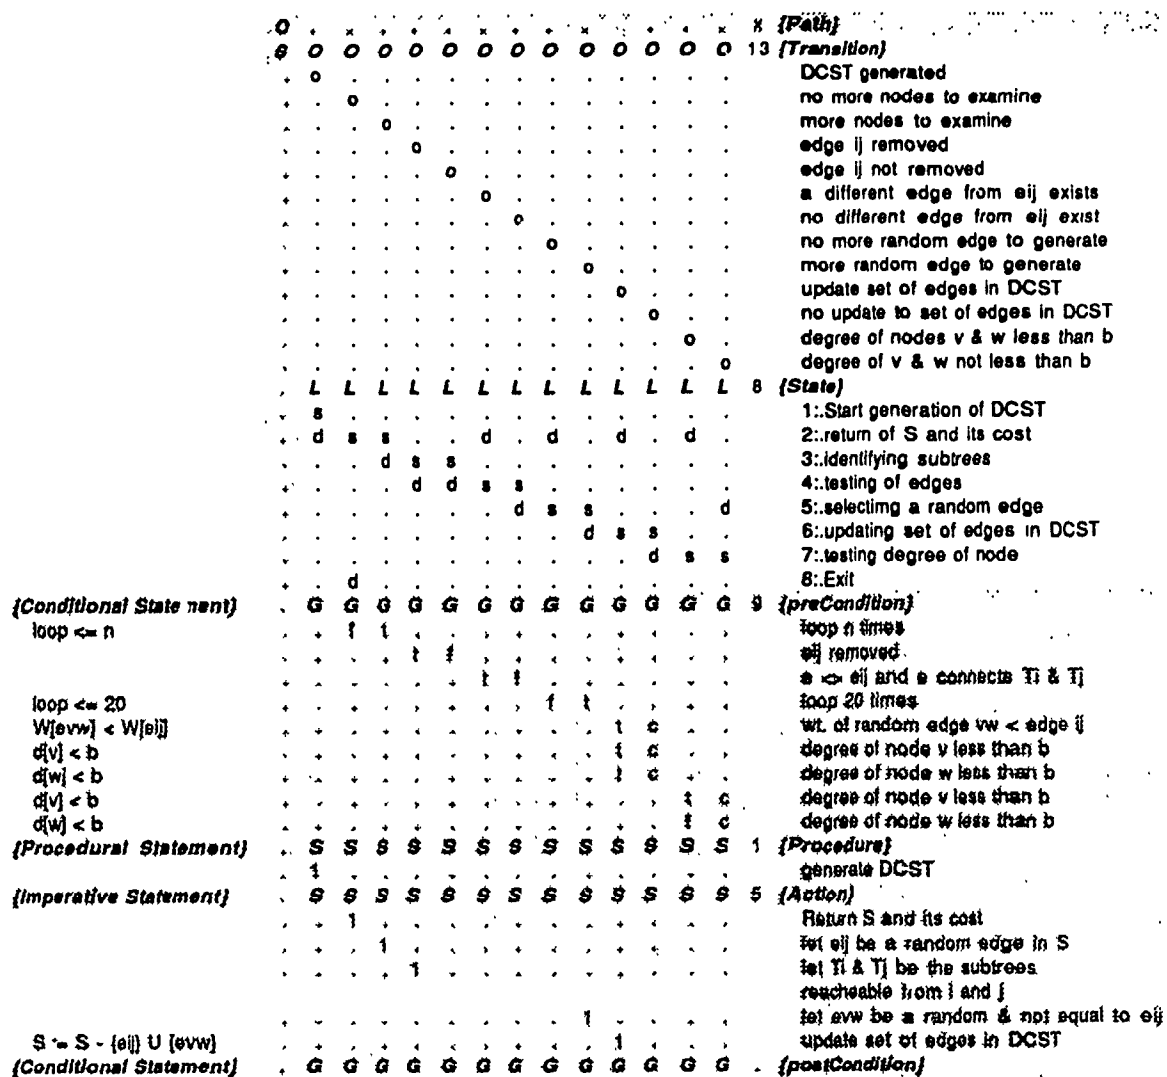 O . + × + . + × . + + × × {Path}
S O O O O O O O O O O O O O 13 {Transition}
. o . . . . . . . . . . . . DCST generated
. . o . . . . . . . . . . . no more nodes to examine
. . . o . . . . . . . . . . more nodes to examine
. . . . o . . . . . . . . . edge ij removed
. . . . . o . . . . . . . . edge ij not removed
. . . . . . o . . . . . . . a different edge from eij exists
. . . . . . . o . . . . . . no different edge from eij exist
. . . . . . . . o . . . . . no more random edge to generate
. . . . . . . . . o . . . . more random edge to generate
. . . . . . . . . . o . . . update set of edges in DCST
. . . . . . . . . . . o . . no update to set of edges in DCST
. . . . . . . . . . . . o . degree of nodes v & w less than b
. . . . . . . . . . . . . o degree of v & w not less than b
. L L L L L L L L L L L L L 8 {State}
. s . . . . . . . . . . . . 1:.Start generation of DCST
. d s s . . d . d . d . d . 2:.return of S and its cost
. . . d s s . . . . . . . . 3:.identifying subtrees
. . . . d d s s . . . . . . 4:.testing of edges
. . . . . . . d s s . . . d 5:.selectimg a random edge
. . . . . . . . . d s s . . 6:.updating set of edges in DCST
. . . . . . . . . . . d s s 7:.testing degree of node
. . d . . . . . . . . . . . 8:.Exit
{Conditional Statement} . G G G G G G G G G G G G G 9 {preCondition}
loop <= n . . f t . . . . . . . . . . loop n times
. . . . t f . . . . . . . . eij removed
. . . . . . t f . . . . . . e <> eij and e connects Ti & Tj
loop <= 20 . . . . . . . . f t . . . . loop 20 times
W[evw] < W[eij] . . . . . . . . . . t c . . wt. of random edge vw < edge ij
d[v] < b . . . . . . . . . . t c . . degree of node v less than b
d[w] < b . . . . . . . . . . t c . . degree of node w less than b
d[v] < b . . . . . . . . . . . . t c degree of node v less than b
d[w] < b . . . . . . . . . . . . t c degree of node w less than b
{Procedural Statement} . S S S S S S S S S S S S S 1 {Procedure}
. 1 . . . . . . . . . . . . generate DCST
{Imperative Statement} . S S S S S S S S S S S S S 5 {Action}
. . 1 . . . . . . . . . . . Return S and its cost
. . . 1 . . . . . . . . . . let eij be a random edge in S
. . . . 1 . . . . . . . . . let Ti & Tj be the subtrees
reacheable from i and j
. . . . . . . . . 1 . . . . let evw be a random & not equal to eij
S = S - {eij} U {evw} . . . . . . . . . . 1 . . . update set of edges in DCST
{Conditional Statement} . G G G G G G G G G G G G G . {postCondition}